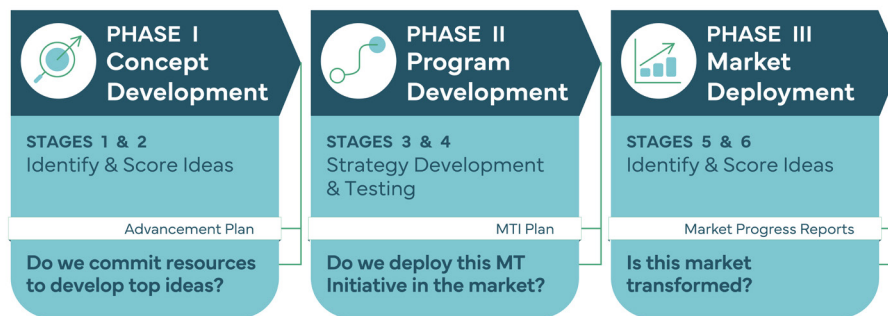 PHASE I
Concept
Development
STAGES 1 & 2
Identify & Score Ideas
Advancement Plan
Do we commit resources
to develop top ideas?
PHASE II
Program
Development
STAGES 3 & 4
Strategy Development
& Testing
MTI Plan
Do we deploy this MT
Initiative in the market?
PHASE III
Market
Deployment
STAGES 5 & 6
Identify & Score Ideas
Market Progress Reports
Is this market
transformed?